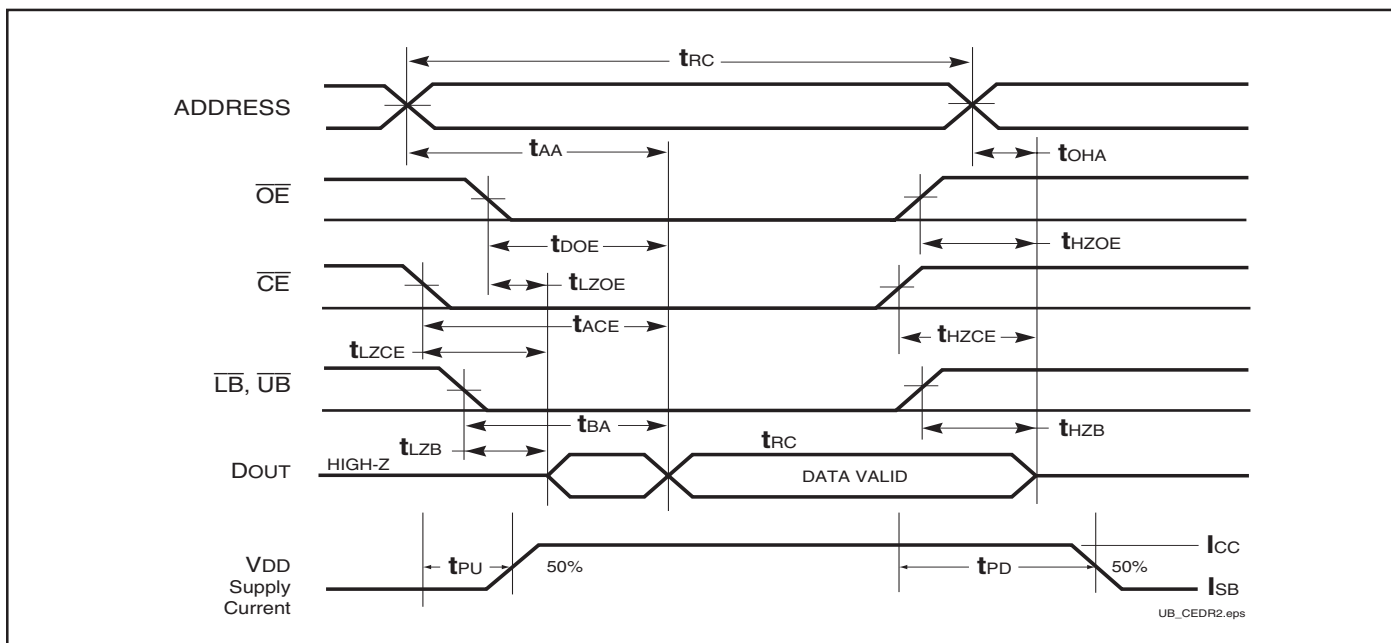 tRC
ADDRESS
tAA
tOHA
OE
tDOE
tHZOE
CE
tLZOE
tACE
tHZCE
tLZCE
LB, UB
tBA
tRC
tHZB
tLZB
DOUT
HIGH-Z
DATA VALID
ICC
VDD
tPU
50%
tPD
50%
Supply
ISB
Current
UB_CEDR2.eps